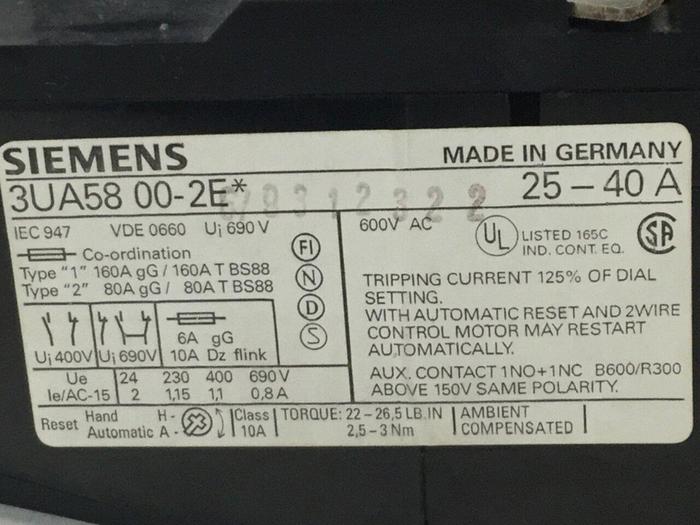 SIEMENS MADE IN GERMANY
3UA58 00-2E* 25 – 40 A
IEC 947 VDE 0660 Ui 690 V
Co-ordination
Type "1" 160A gG / 160A T BS88
Type "2" 80A gG / 80A T BS88
FI
N
D
S
Ui 400V Ui 690V
6A gG
10A Dz flink
Ue 24 230 400 690 V
Ie/AC-15 2 1,15 1,1 0,8 A
600V AC UL LISTED 165C SA
IND. CONT. EQ.
TRIPPING CURRENT 125% OF DIAL
SETTING.
WITH AUTOMATIC RESET AND 2WIRE
CONTROL MOTOR MAY RESTART
AUTOMATICALLY.
AUX. CONTACT 1NO+1NC B600/R300
ABOVE 150V SAME POLARITY.
Reset Hand H -
Automatic A -
Class
10A
TORQUE: 22 – 26,5 LB.IN
2,5 – 3 Nm
AMBIENT
COMPENSATED